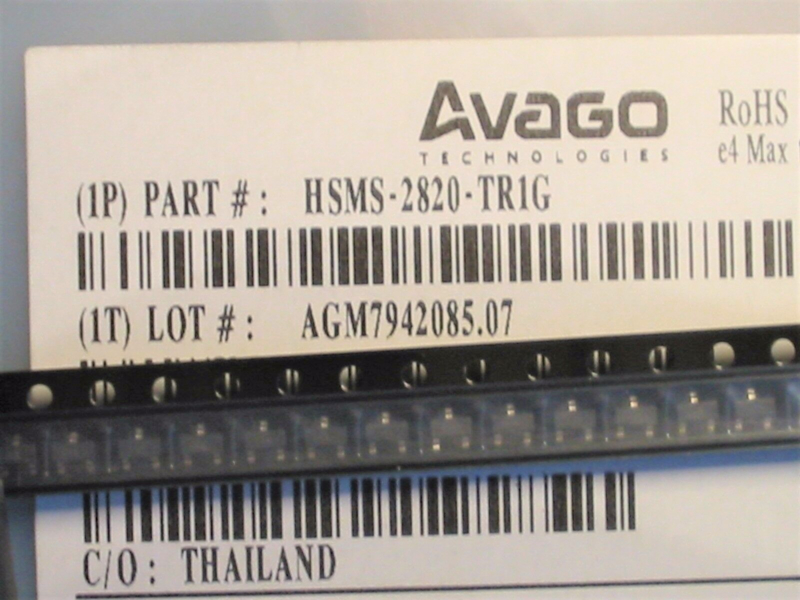 AVAGO
TECHNOLOGIES
RoHS
e4 Max
(1P) PART #: HSMS-2820-TR1G
(1T) LOT #: AGM7942085.07
C/O: THAILAND